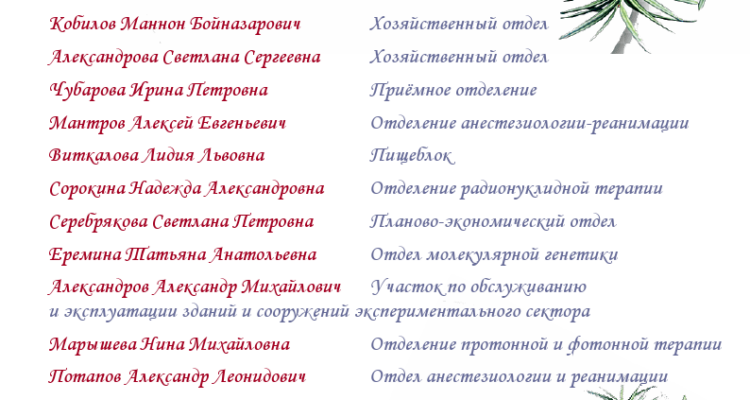 Кобилов Маннон Бойназарович Хозяйственный отдел
Александрова Светлана Сергеевна Хозяйственный отдел
Чубарова Ирина Петровна Приёмное отделение
Мантров Алексей Евгеньевич Отделение анестезиологии-реанимации
Виткалова Лидия Львовна Пищеблок
Сорокина Надежда Александровна Отделение радионуклидной терапии
Серебрякова Светлана Петровна Планово-экономический отдел
Еремина Татьяна Анатольевна Отдел молекулярной генетики
Александров Александр Михайлович Участок по обслуживанию
и эксплуатации зданий и сооружений экспериментального сектора
Марышева Нина Михайловна Отделение протонной и фотонной терапии
Потапов Александр Леонидович Отдел анестезиологии и реанимации